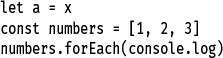 let a = x
const numbers = [1, 2, 3]
numbers.forEach(console.log)